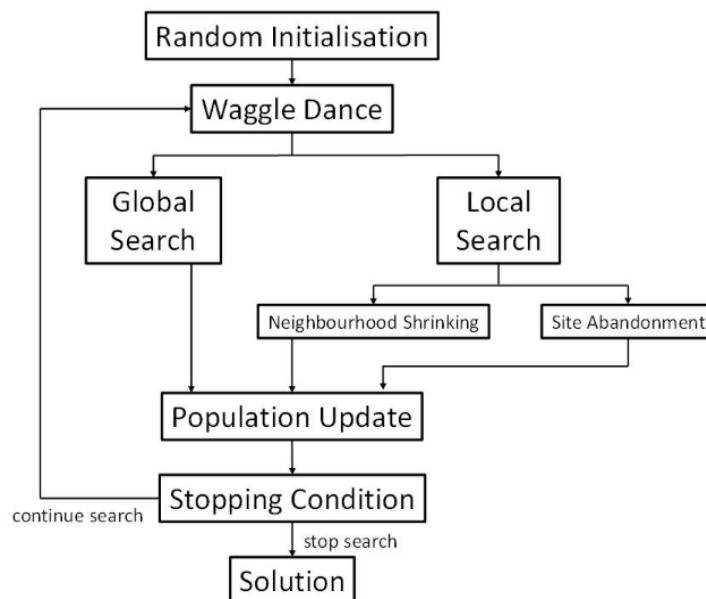 Random Initialisation
Waggle Dance
Global
Search
Local
Search
Neighbourhood Shrinking
Site Abandonment
Population Update
Stopping Condition
continue search
stop search
Solution